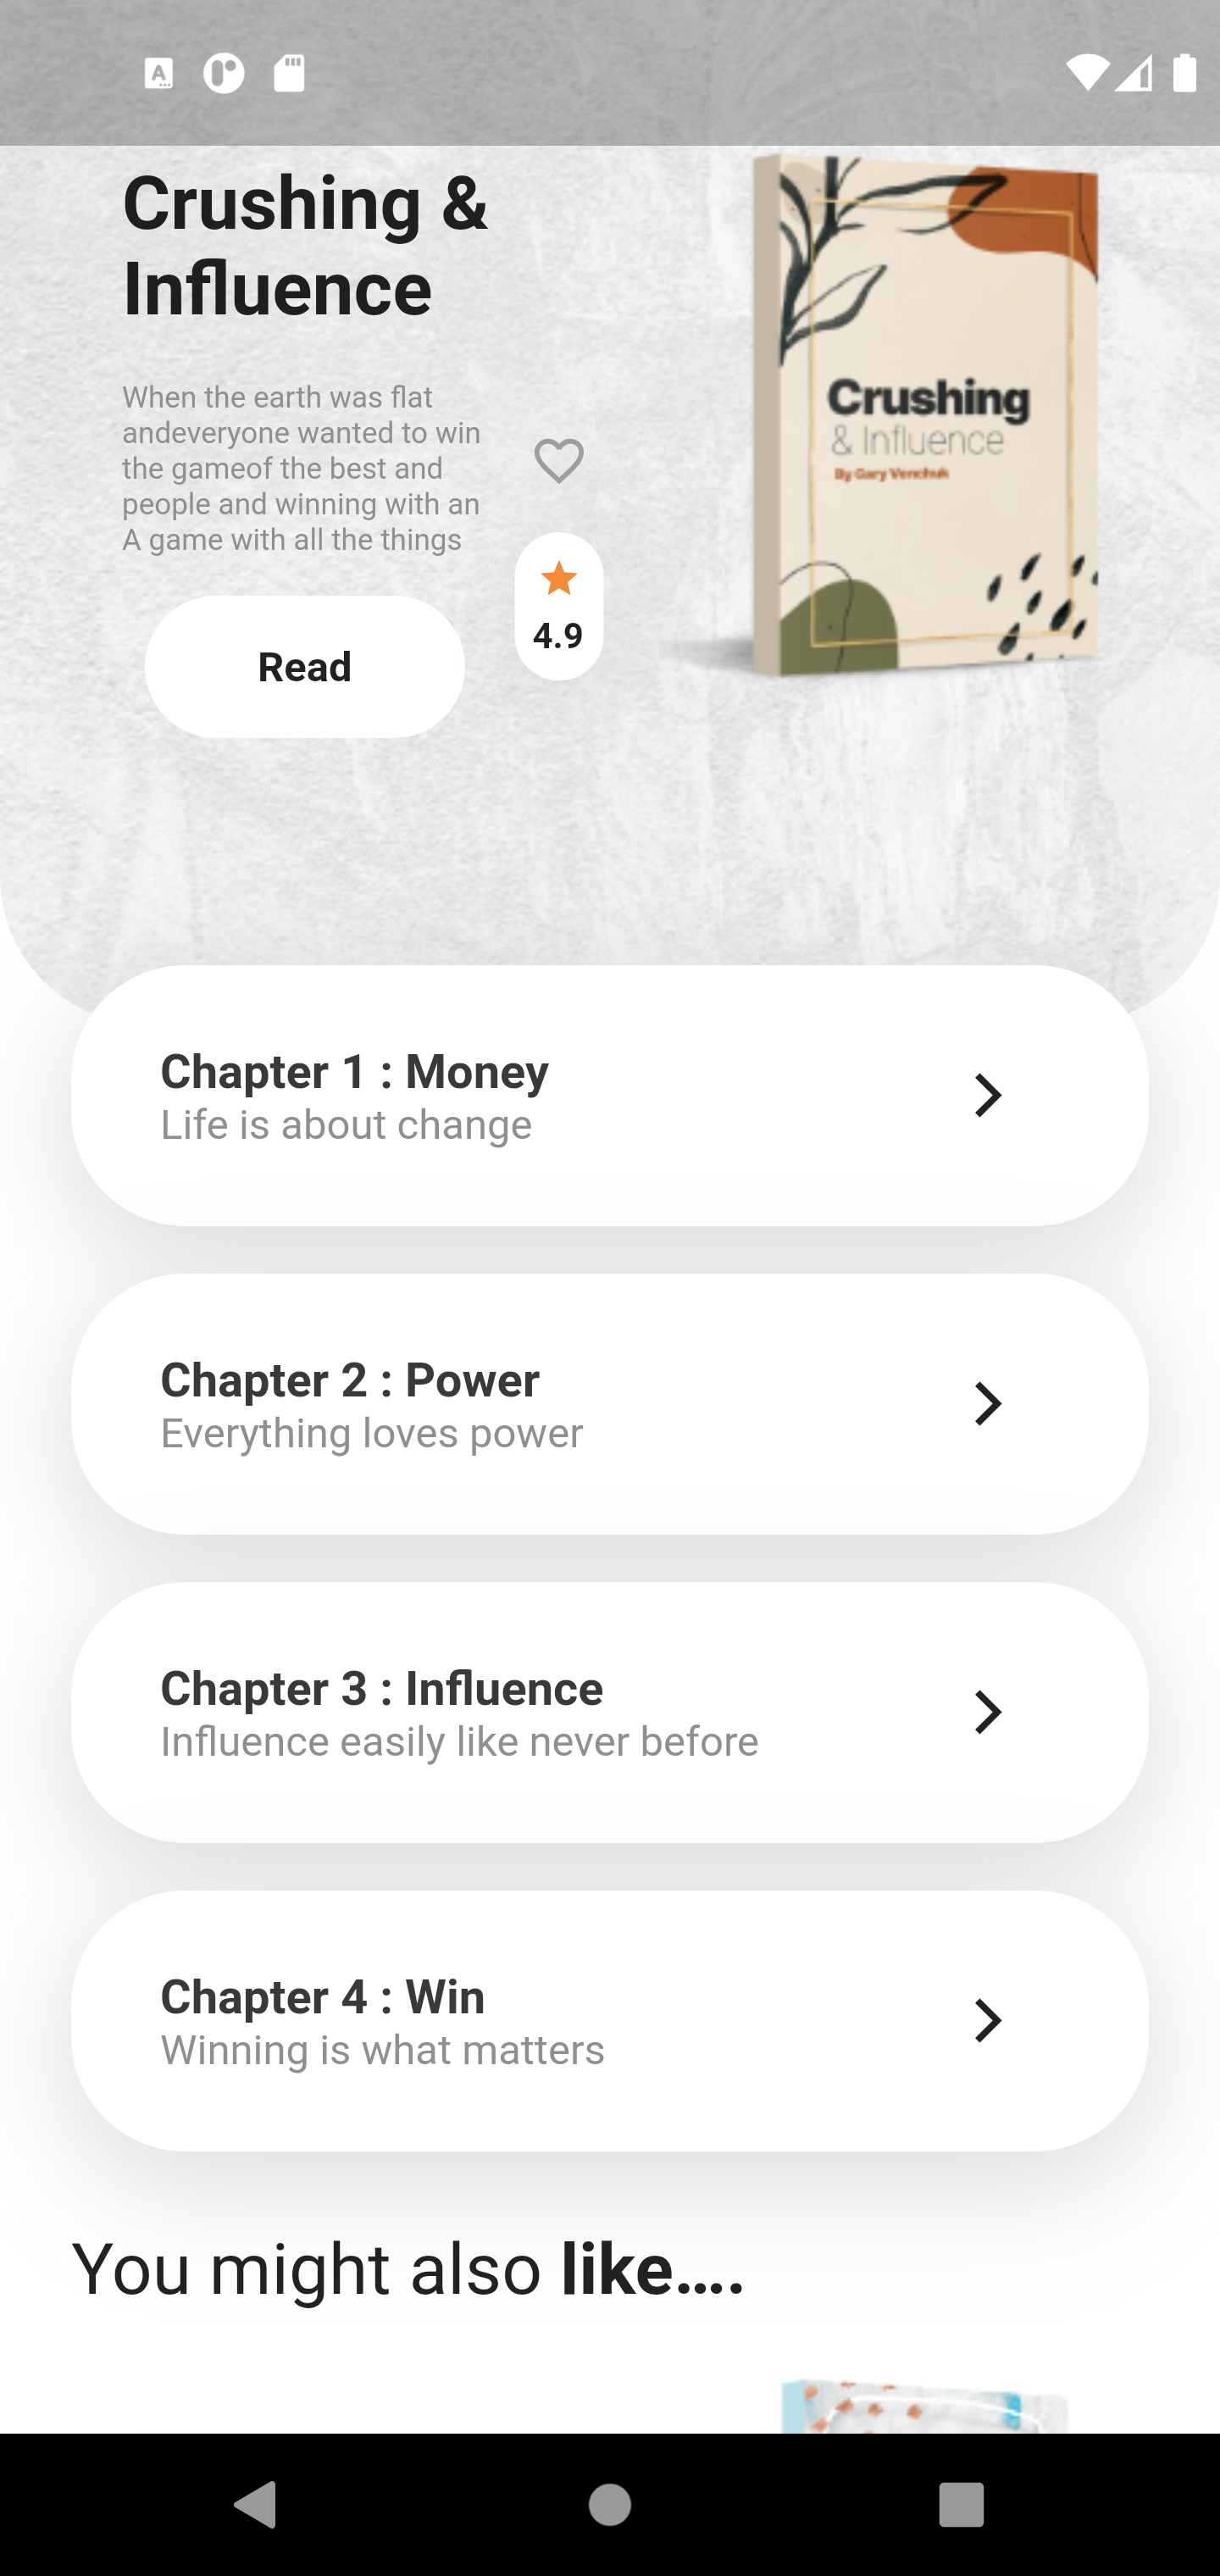 Crushing &
Influence
When the earth was flat
andeveryone wanted to win
the gameof the best and
people and winning with an
A game with all the things
4.9
Read
Crushing
& Influence
By Gary Venchuk
Chapter 1 : Money
Life is about change
Chapter 2 : Power
Everything loves power
Chapter 3 : Influence
Influence easily like never before
Chapter 4 : Win
Winning is what matters
You might also like....